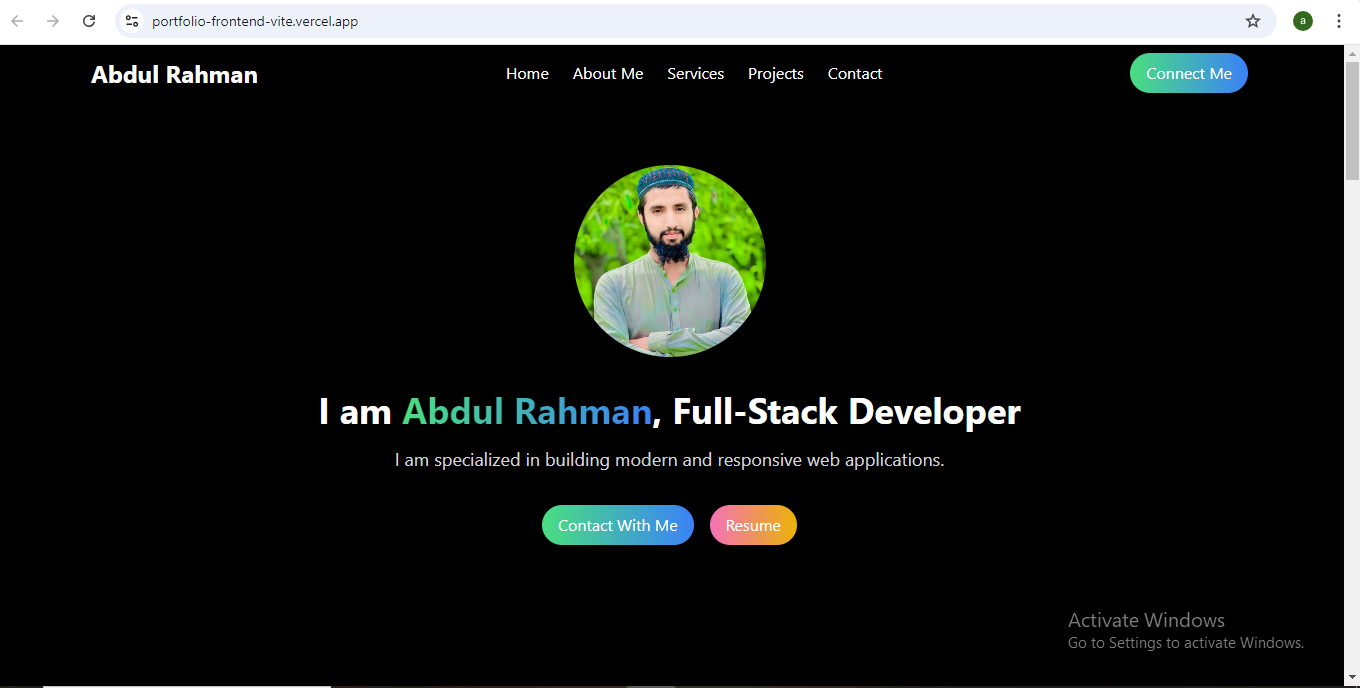 portfolio-frontend-vite.vercel.app
a
Abdul Rahman
Home
About Me
Services
Projects
Contact
Connect Me
I am Abdul Rahman, Full-Stack Developer
I am specialized in building modern and responsive web applications.
Contact With Me
Resume
Activate Windows
Go to Settings to activate Windows.